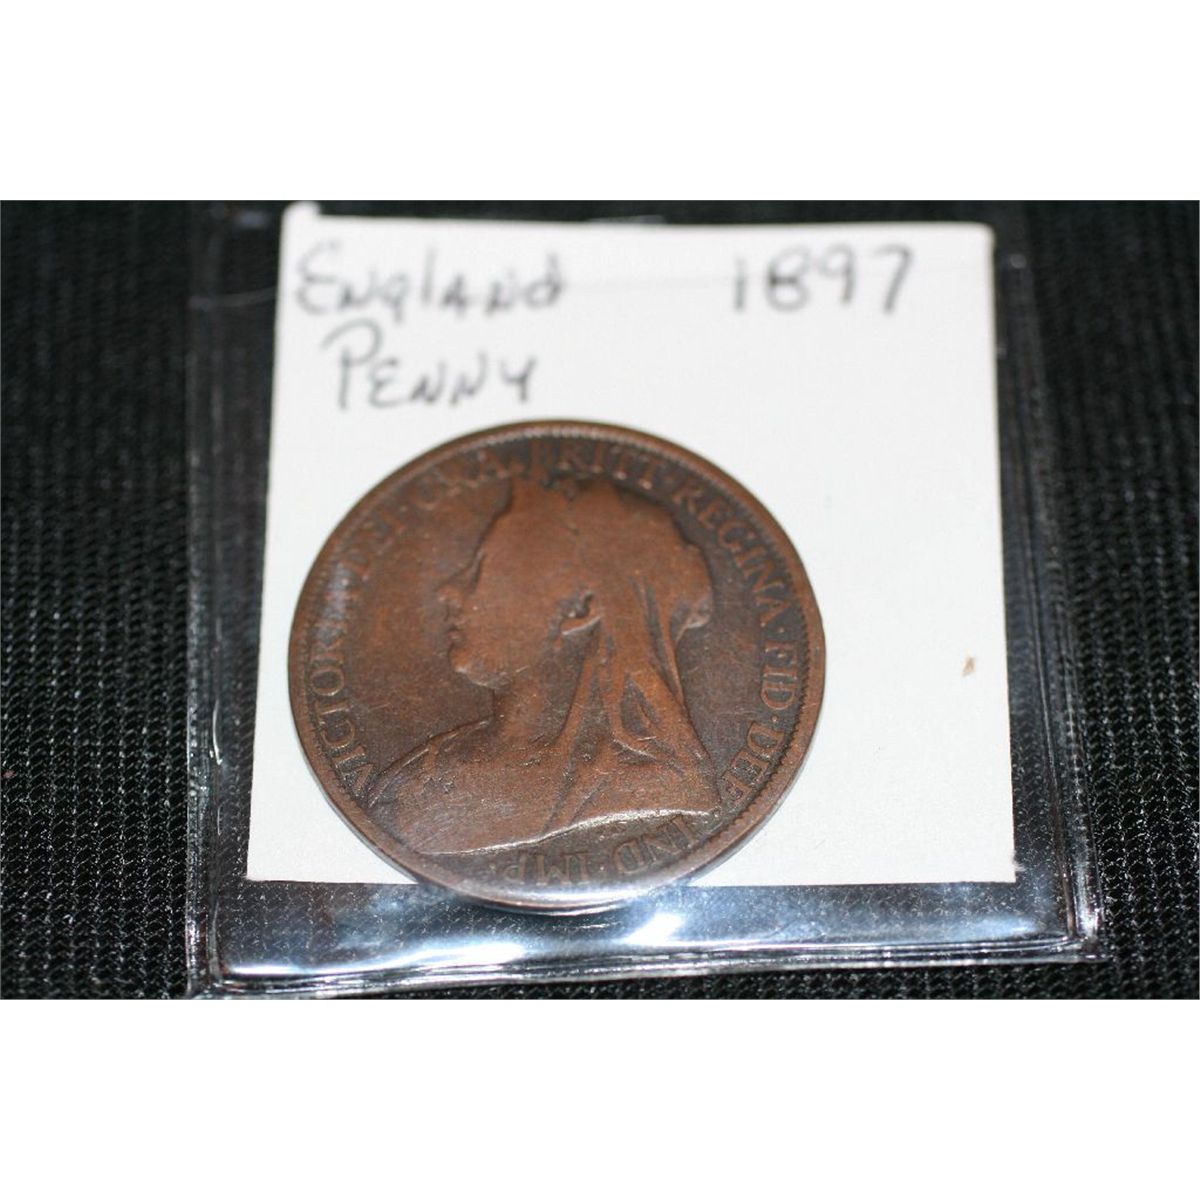 England 1897
Penny
VICTORIA·DEI·GRA·BRITT·REGINA·FID·DEF·IND·IMP·